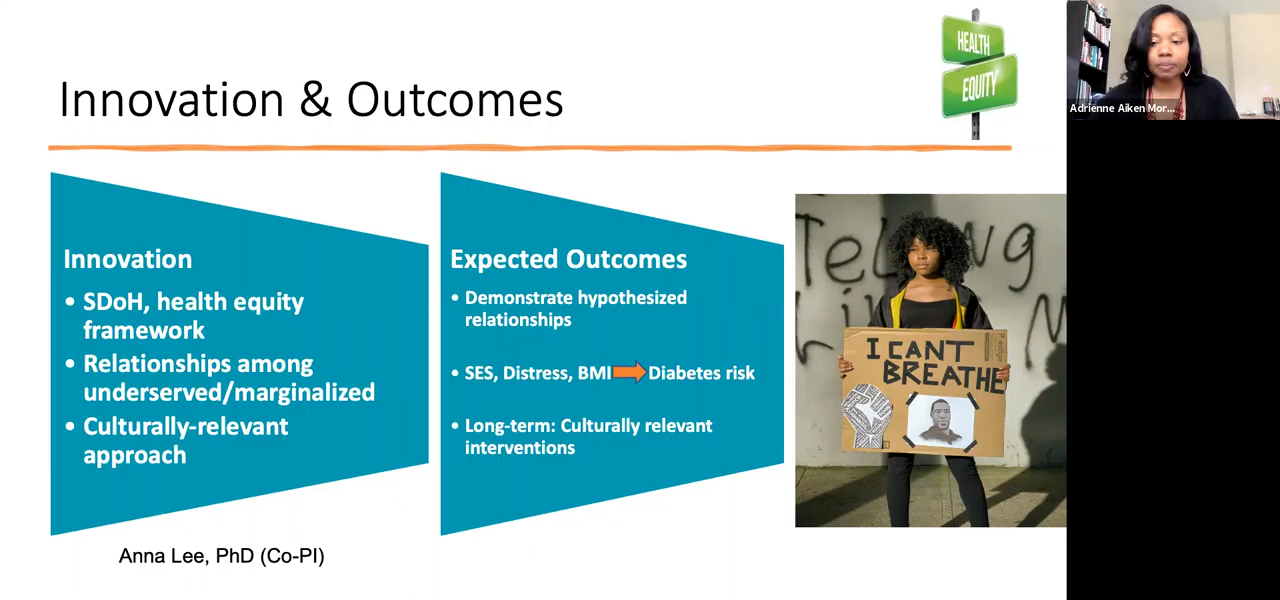 Innovation & Outcomes
HEALTH
EQUITY
Adrienne Aiken Mor...
Innovation
• SDoH, health equity
framework
• Relationships among
underserved/marginalized
• Culturally-relevant
approach
Expected Outcomes
• Demonstrate hypothesized
relationships
• SES, Distress, BMI Diabetes risk
• Long-term: Culturally relevant
interventions
I CANT
BREATHE
Anna Lee, PhD (Co-PI)